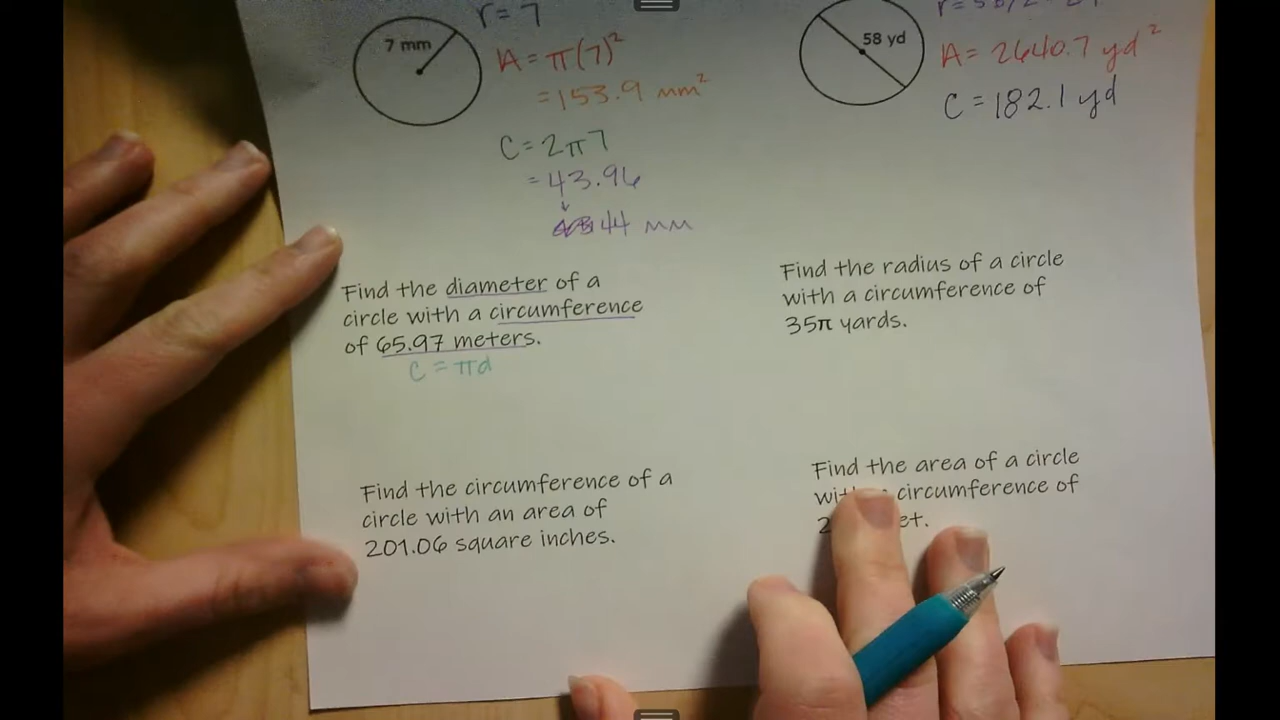 r = 7
7 mm
A = π(7)²
= 153.9 mm²
C = 2π7
= 43.96
↓
44 mm
58 yd
A = 2640.7 yd²
C = 182.1 yd
Find the diameter of a
circle with a circumference
of 65.97 meters.
C = πd
Find the radius of a circle
with a circumference of
35π yards.
Find the circumference of a
circle with an area of
201.06 square inches.
Find the area of a circle
circumference of